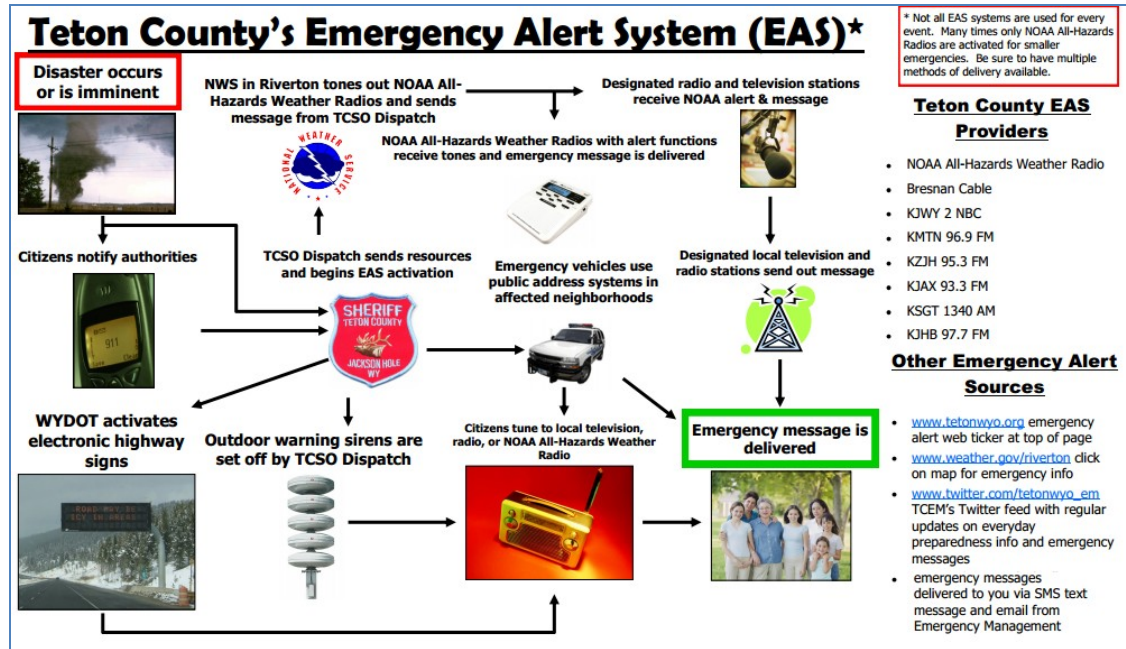 Teton County's Emergency Alert System (EAS)*
* Not all EAS systems are used for every
event. Many times only NOAA All-Hazards
Radios are activated for smaller
emergencies. Be sure to have multiple
methods of delivery available.
Disaster occurs
or is imminent
NWS in Riverton tones out NOAA All-
Hazards Weather Radios and sends
message from TCSO Dispatch
Designated radio and television stations
receive NOAA alert & message
NATIONAL WEATHER SERVICE
NOAA All-Hazards Weather Radios with alert functions
receive tones and emergency message is delivered
Citizens notify authorities
911
TCSO Dispatch sends resources
and begins EAS activation
SHERIFF
TETON COUNTY
JACKSON HOLE
WY
Emergency vehicles use
public address systems in
affected neighborhoods
Designated local television and
radio stations send out message
WYDOT activates
electronic highway
signs
Outdoor warning sirens are
set off by TCSO Dispatch
Citizens tune to local television,
radio, or NOAA All-Hazards Weather
Radio
Emergency message is
delivered
Teton County EAS
Providers
• NOAA All-Hazards Weather Radio
• Bresnan Cable
• KJWY 2 NBC
• KMTN 96.9 FM
• KZJH 95.3 FM
• KJAX 93.3 FM
• KSGT 1340 AM
• KJHB 97.7 FM
Other Emergency Alert
Sources
• www.tetonwyo.org emergency
alert web ticker at top of page
• www.weather.gov/riverton click
on map for emergency info
• www.twitter.com/tetonwyo_em
TCEM's Twitter feed with regular
updates on everyday
preparedness info and emergency
messages
• emergency messages
delivered to you via SMS text
message and email from
Emergency Management